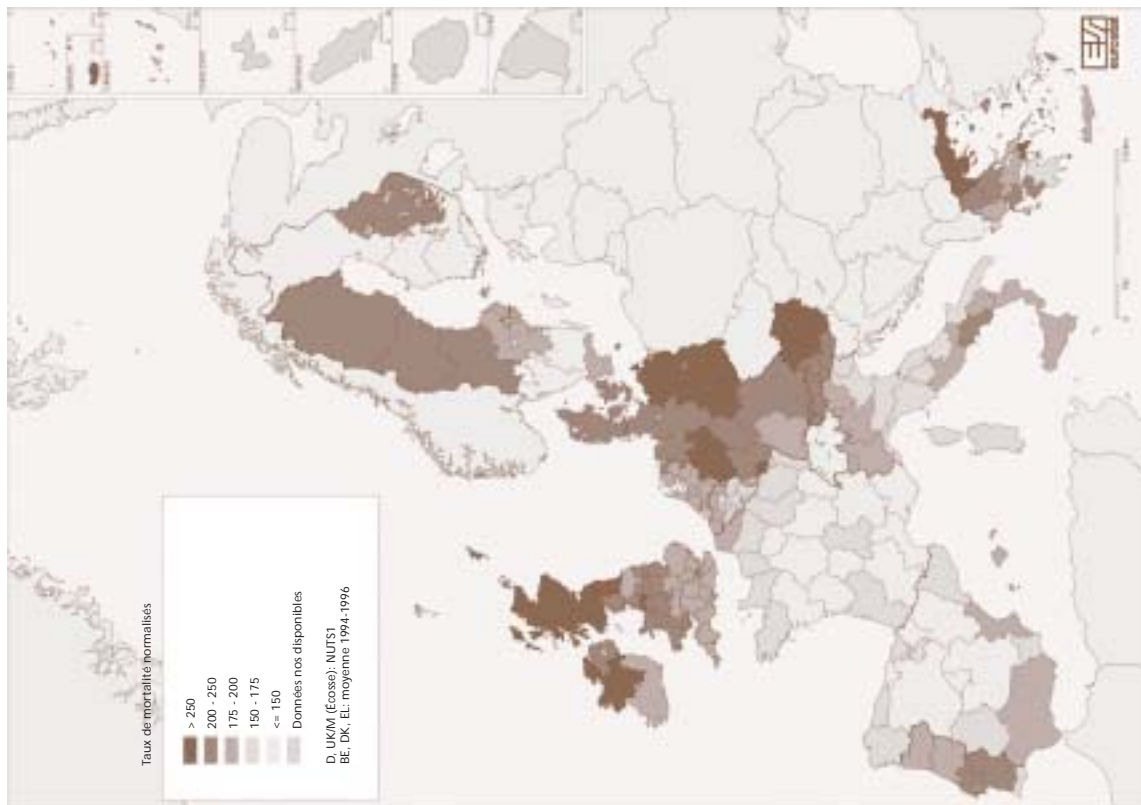 Taux de mortalité normalisés
> 250
200 - 250
175 - 200
150 - 175
<= 150
Données nos disponibles
D, UK/M (Écosse): NUTS1
BE, DK, EL: moyenne 1994-1996
eurostat